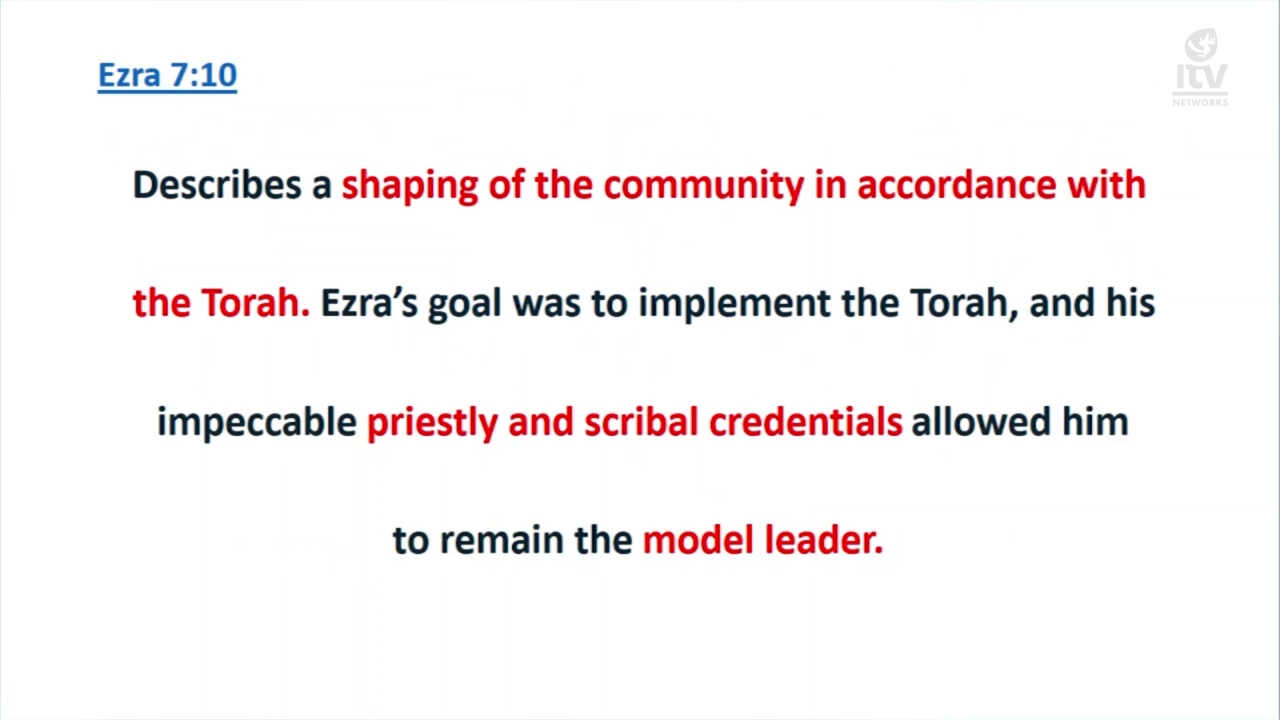 Ezra 7:10
ITV
NETWORKS
Describes a shaping of the community in accordance with
the Torah. Ezra’s goal was to implement the Torah, and his
impeccable priestly and scribal credentials allowed him
to remain the model leader.